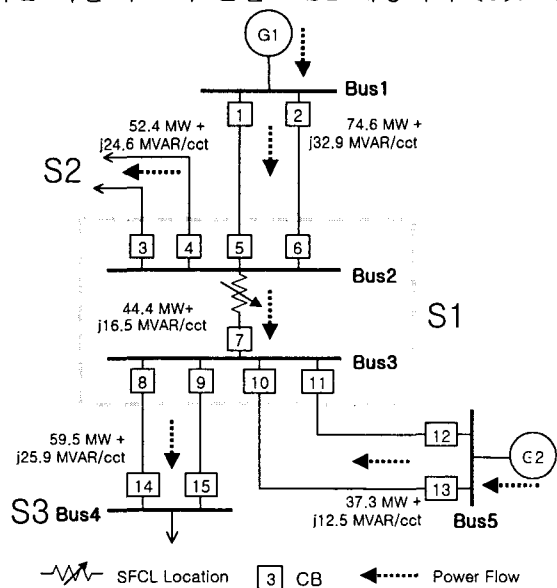 G1
Bus1
1
2
52.4 MW +
j24.6 MVAR/cct
74.6 MW +
j32.9 MVAR/cct
S2
3
4
5
6
Bus2
44.4 MW+
j16.5 MVAR/cct
S1
7
Bus3
8
9
10
11
12
59.5 MW +
j25.9 MVAR/cct
G2
13
14
15
37.3 MW +
j12.5 MVAR/cct
Bus5
S3 Bus4
SFCL Location
3 CB
Power Flow